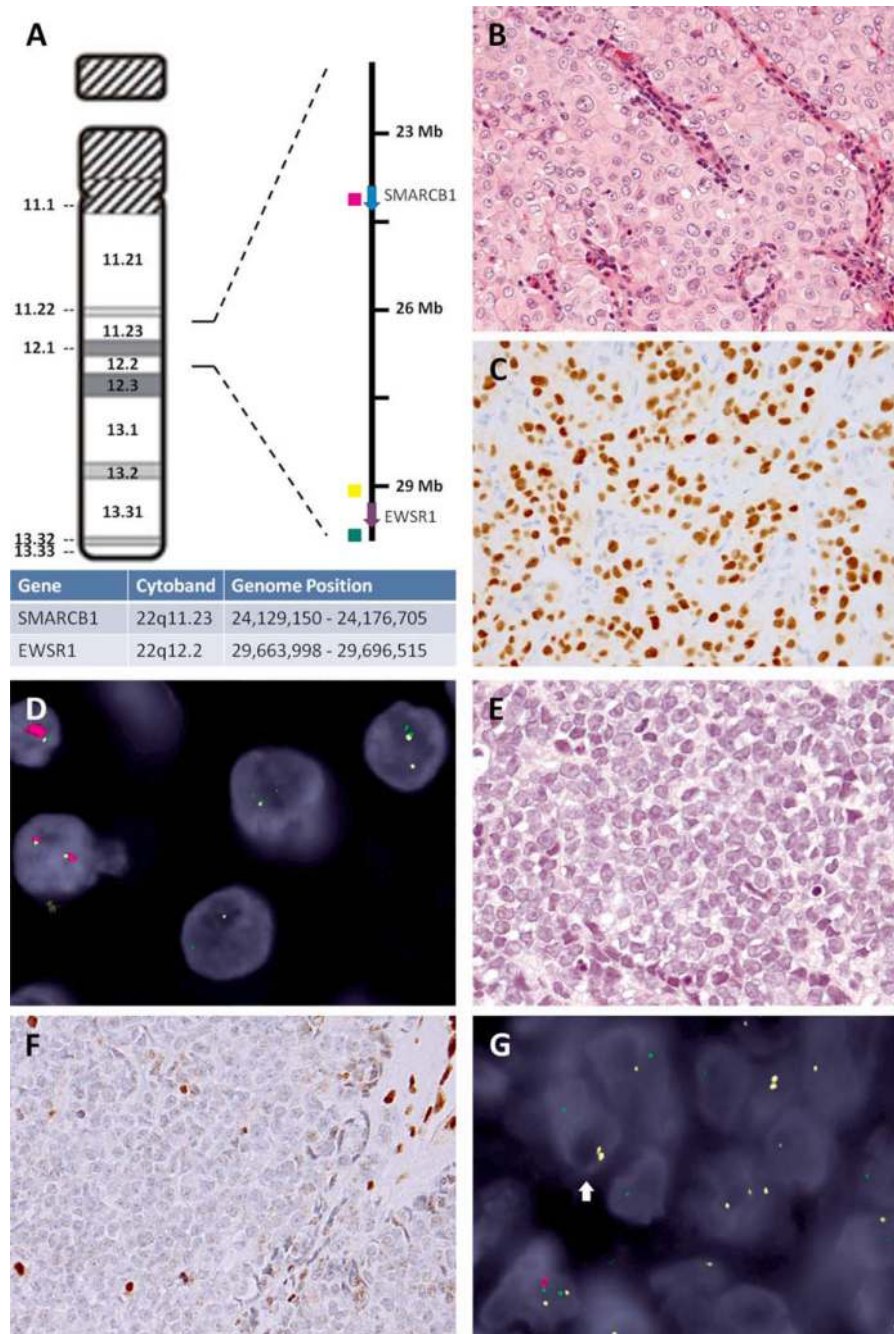 A
11.1 --
11.21
11.22 --
11.23
12.1 --
12.2
12.3
13.1
13.2
13.31
13.32 --
13.33
23 Mb
SMARCB1
26 Mb
29 Mb
EWSR1
Gene Cytoband Genome Position
SMARCB1 22q11.23 24,129,150 - 24,176,705
EWSR1 22q12.2 29,663,998 - 29,696,515
B
C
D
E
F
G